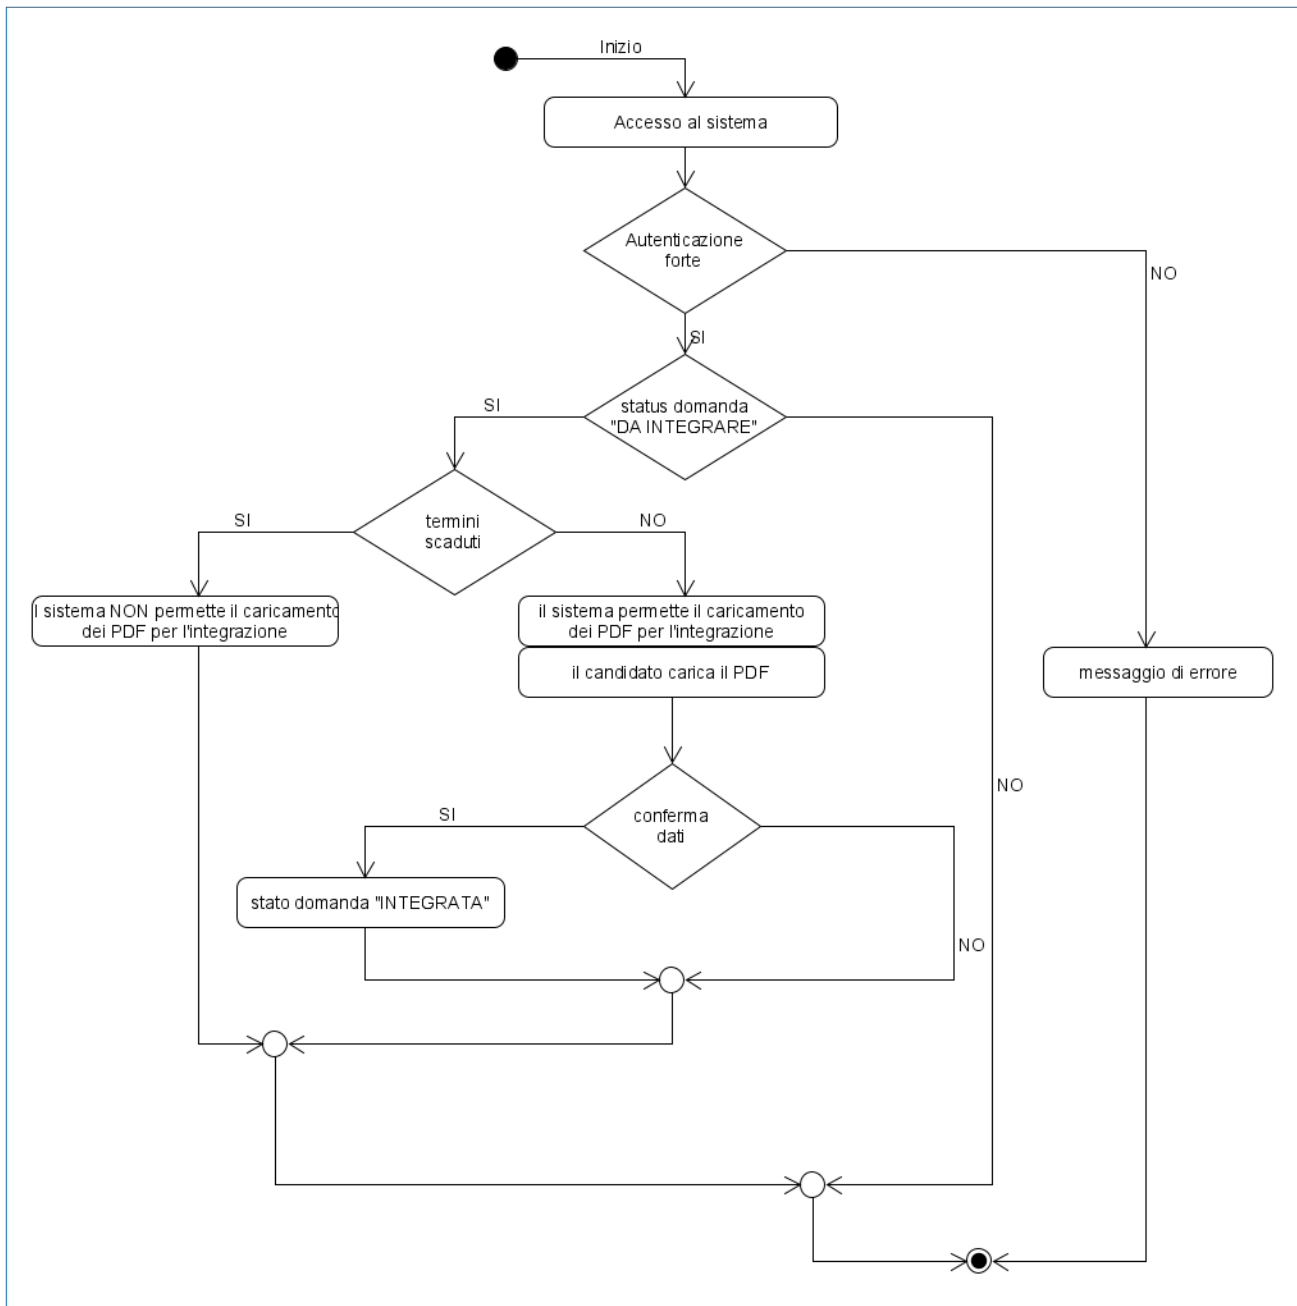 Inizio
Accesso al sistema
Autenticazione
forte
NO
SI
status domanda
"DA INTEGRARE"
SI
termini
scaduti
SI
NO
l sistema NON permette il caricamento
dei PDF per l'integrazione
il sistema permette il caricamento
dei PDF per l'integrazione
il candidato carica il PDF
messaggio di errore
NO
conferma
dati
SI
stato domanda "INTEGRATA"
NO